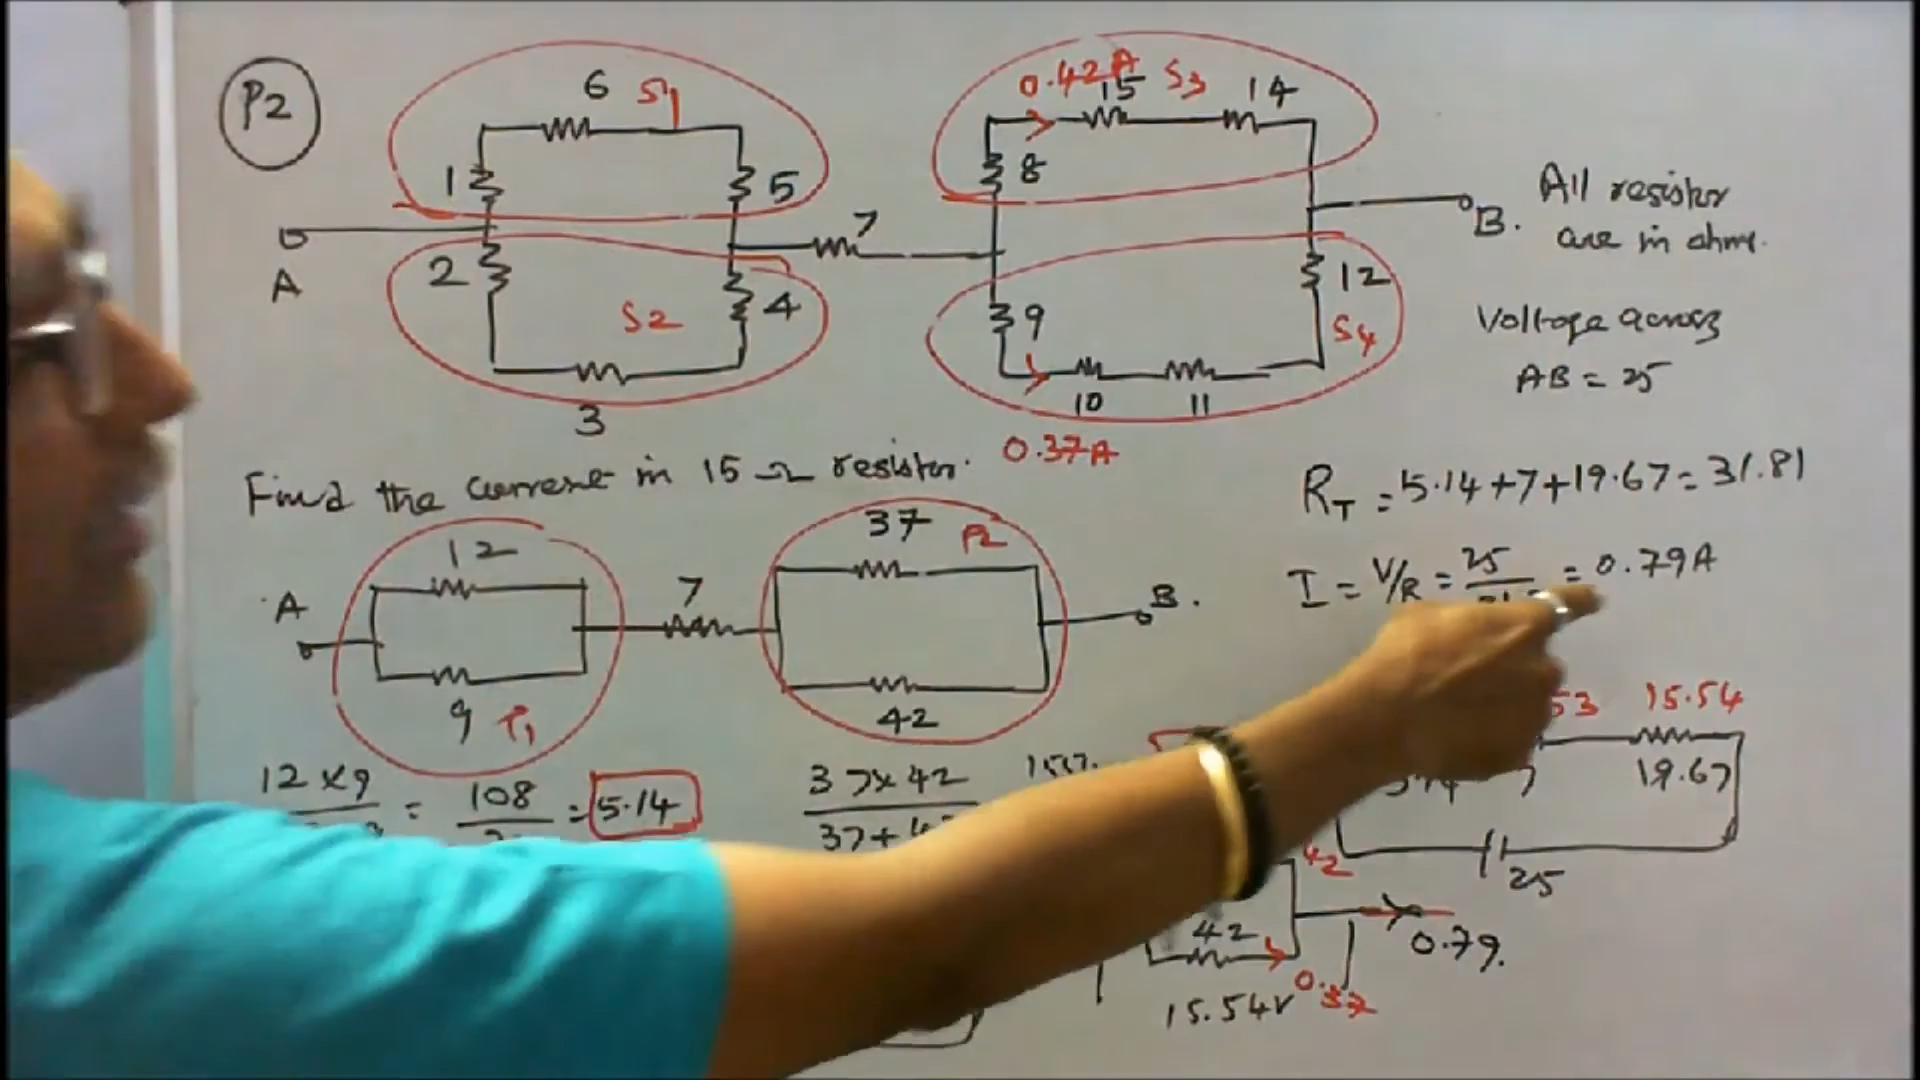 P2
6 S1
1 5
A
2 4
S2
3
7
0.42A S3
15 14
8
B.
9 12
S4
10 11
0.37A
All resistor
are in ohms.
Voltage across
AB = 25
Find the current in 15 Ω resistor.
A 12
9 P1
7
37 P2
42
B.
RT = 5.14+7+19.67 = 31.81
I = V/R = 25 = 0.79A
12 x 9 = 108 = 5.14
37 x 42
37 +
53 15.54
7 19.67
25
42
0.37
15.54V
0.79.